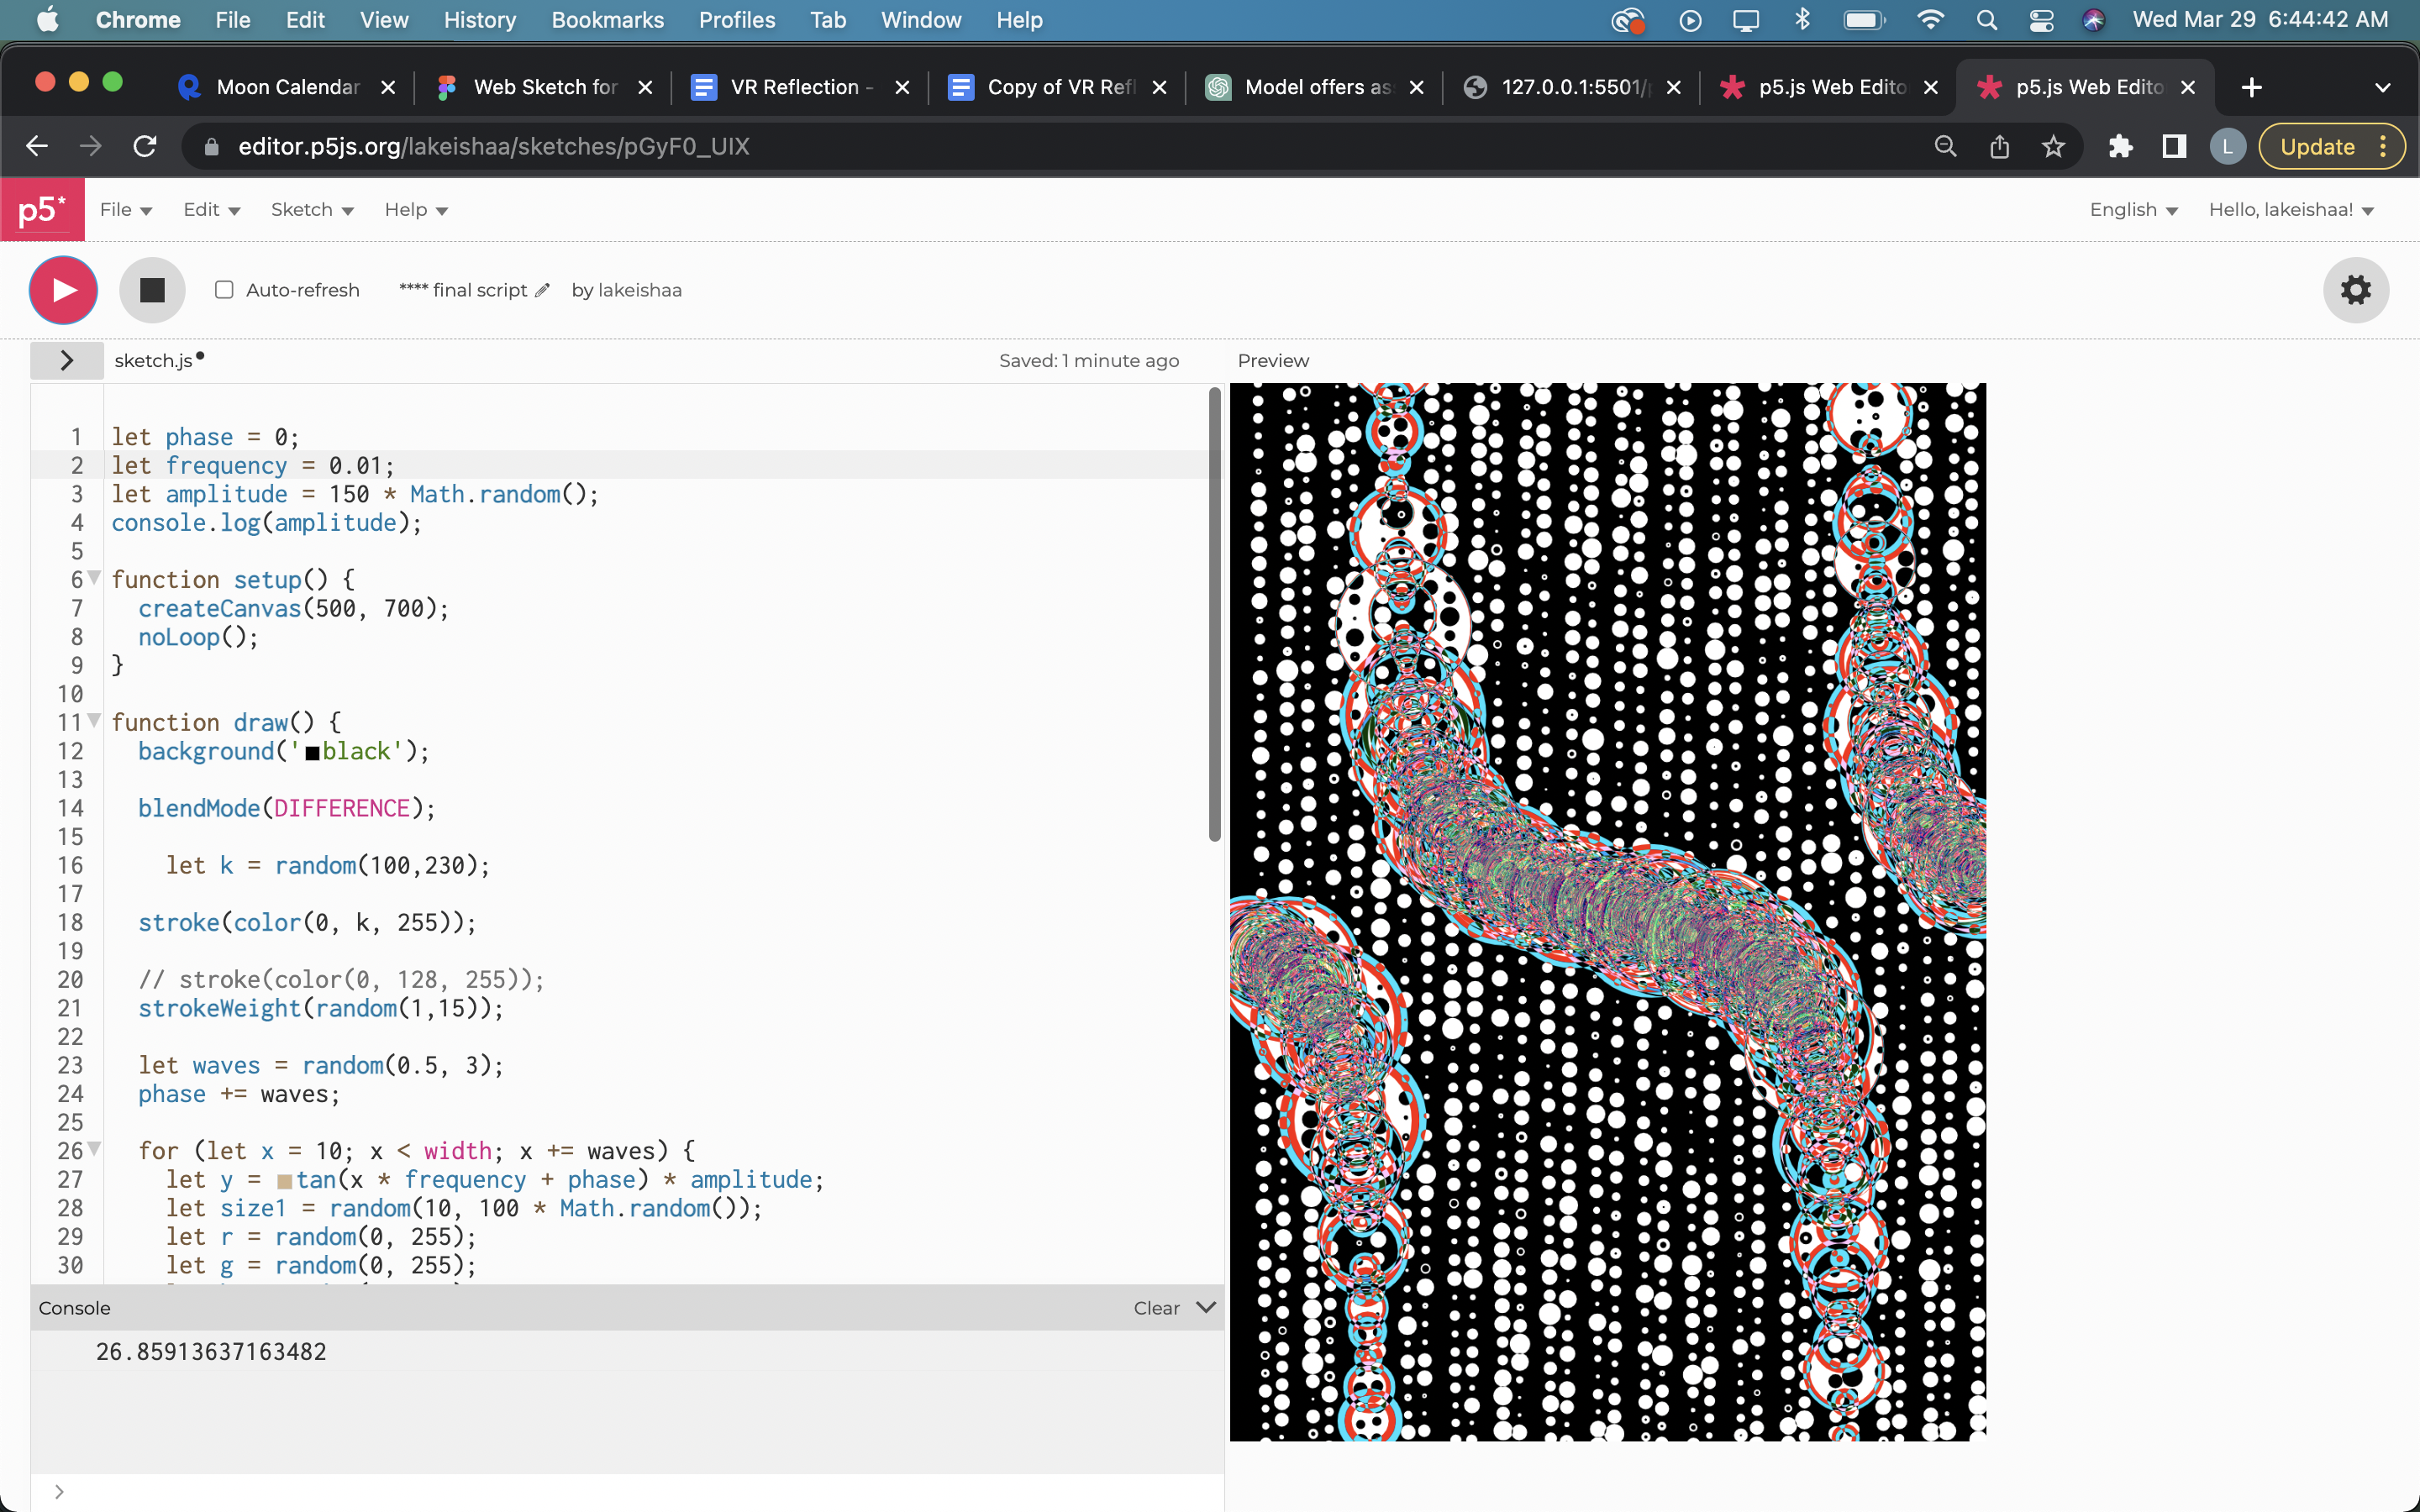 Chrome File Edit View History Bookmarks Profiles Tab Window Help Wed Mar 29 6:44:42 AM
Moon Calendar Web Sketch for VR Reflection - Copy of VR Refl Model offers as 127.0.0.1:5501/ p5.js Web Edito p5.js Web Edito
editor.p5js.org/lakeishaa/sketches/pGyF0_UIX L Update
p5* File Edit Sketch Help English Hello, lakeishaa!
Auto-refresh **** final script by lakeishaa
> sketch.js• Saved: 1 minute ago Preview
1 let phase = 0;
2 let frequency = 0.01;
3 let amplitude = 150 * Math.random();
4 console.log(amplitude);
5
6 function setup() {
7 createCanvas(500, 700);
8 noLoop();
9 }
10
11 function draw() {
12 background('black');
13
14 blendMode(DIFFERENCE);
15
16 let k = random(100,230);
17
18 stroke(color(0, k, 255));
19
20 // stroke(color(0, 128, 255));
21 strokeWeight(random(1,15));
22
23 let waves = random(0.5, 3);
24 phase += waves;
25
26 for (let x = 10; x < width; x += waves) {
27 let y = tan(x * frequency + phase) * amplitude;
28 let size1 = random(10, 100 * Math.random());
29 let r = random(0, 255);
30 let g = random(0, 255);
Console Clear
26.85913637163482
>